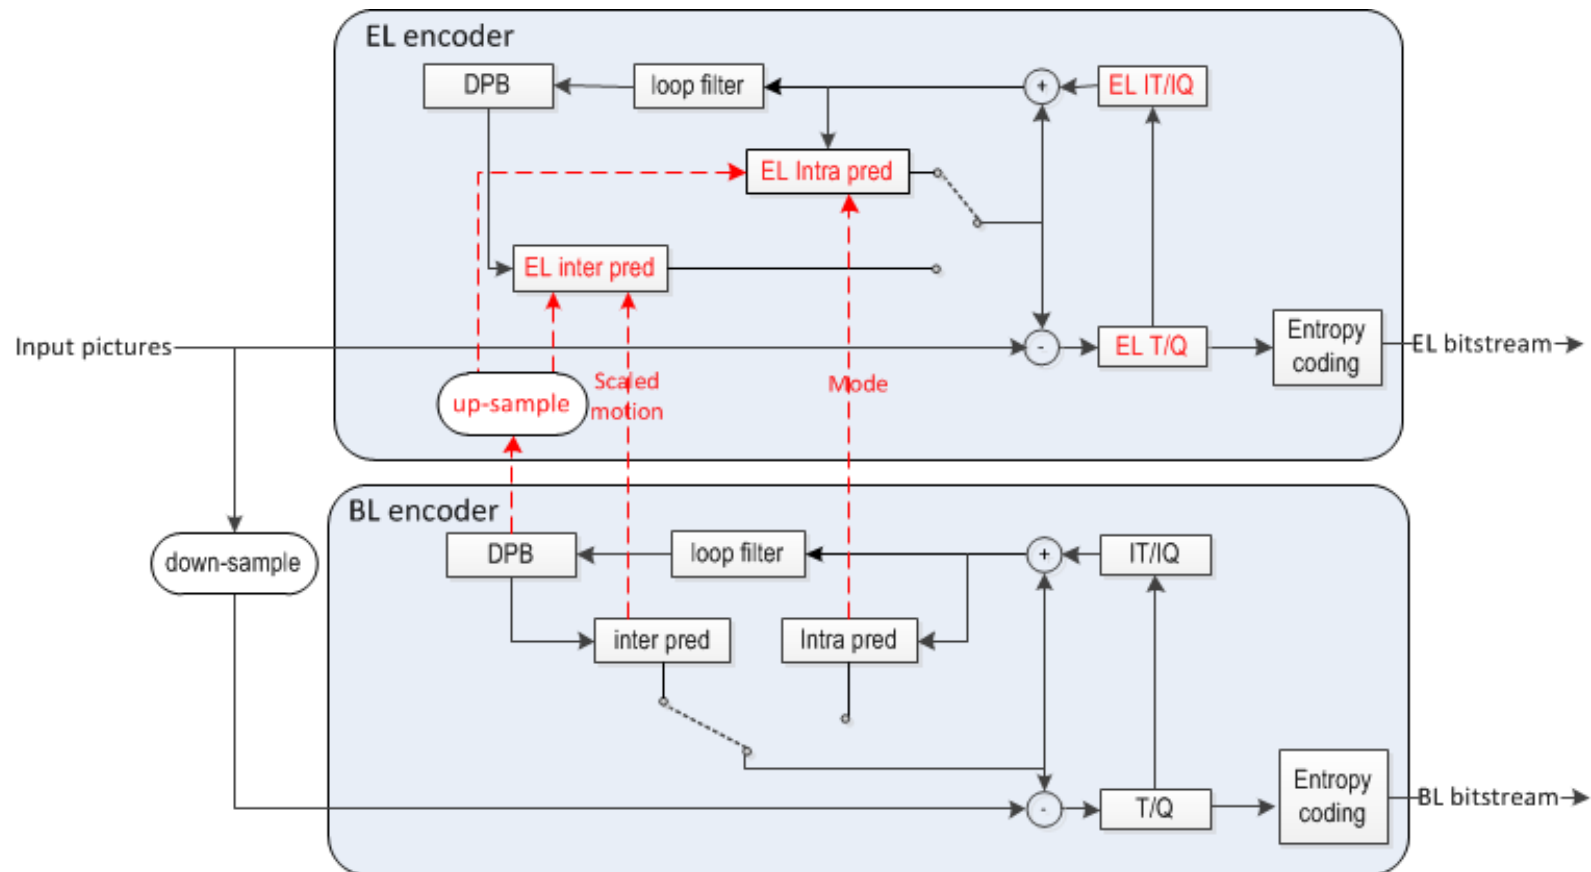 EL encoder
DPB
loop filter
+
EL IT/IQ
EL Intra pred
EL inter pred
Input pictures
-
EL T/Q
Entropy
coding
EL bitstream
up-sample
Scaled
motion
Mode
BL encoder
DPB
loop filter
+
IT/IQ
down-sample
inter pred
Intra pred
-
T/Q
Entropy
coding
BL bitstream